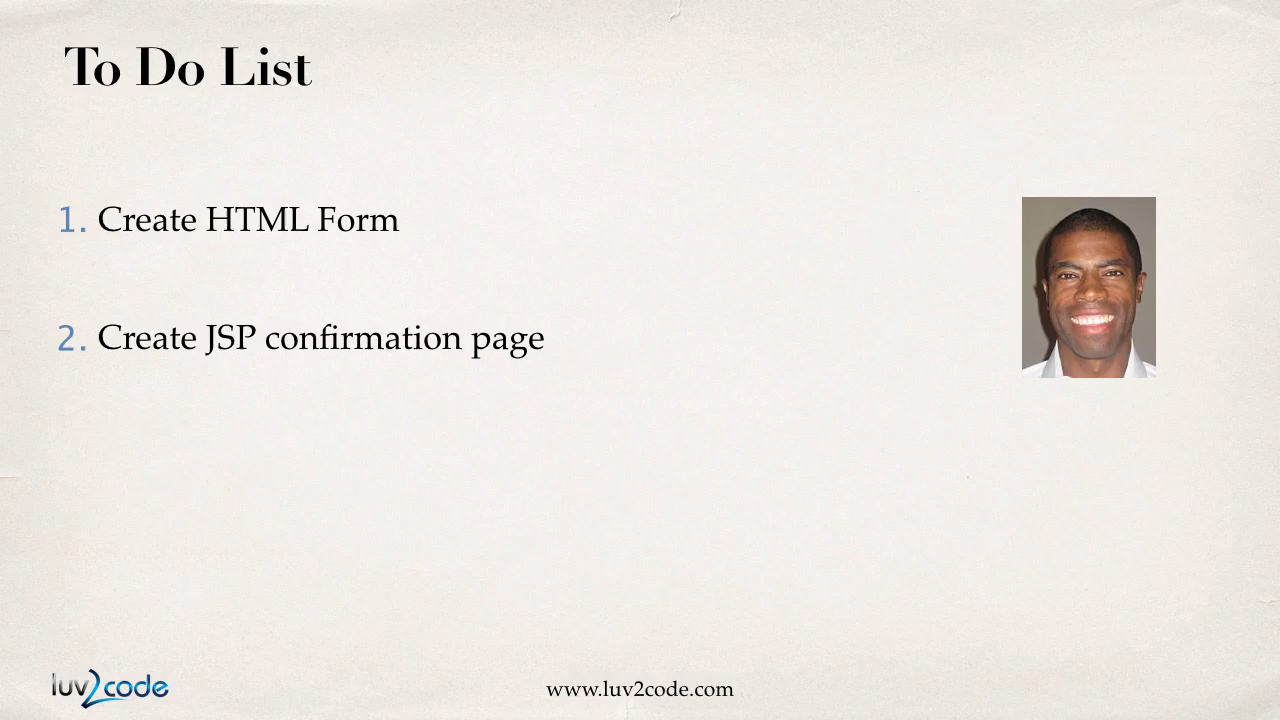 To Do List
1. Create HTML Form
2. Create JSP confirmation page
luv2code
www.luv2code.com